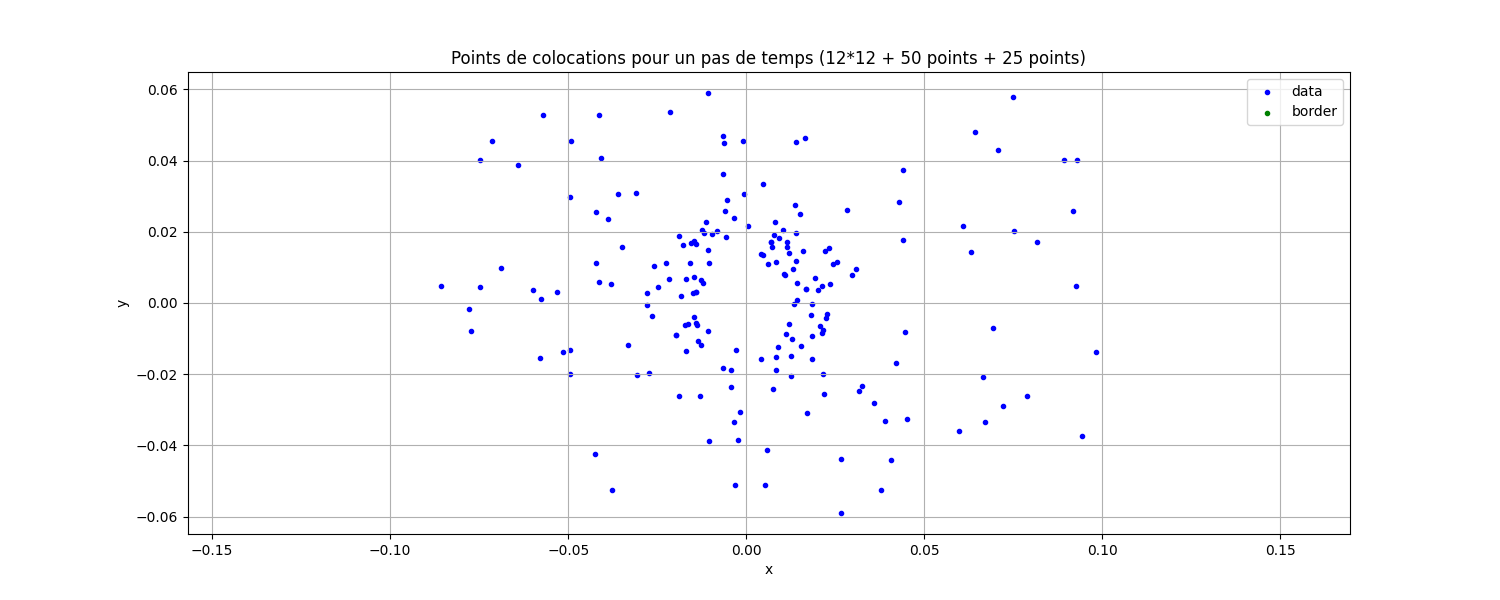 Points de colocations pour un pas de temps (12*12 + 50 points + 25 points)
data
border
0.06
0.04
0.02
0.00
−0.02
−0.04
−0.06
y
−0.15
−0.10
−0.05
0.00
0.05
0.10
0.15
x